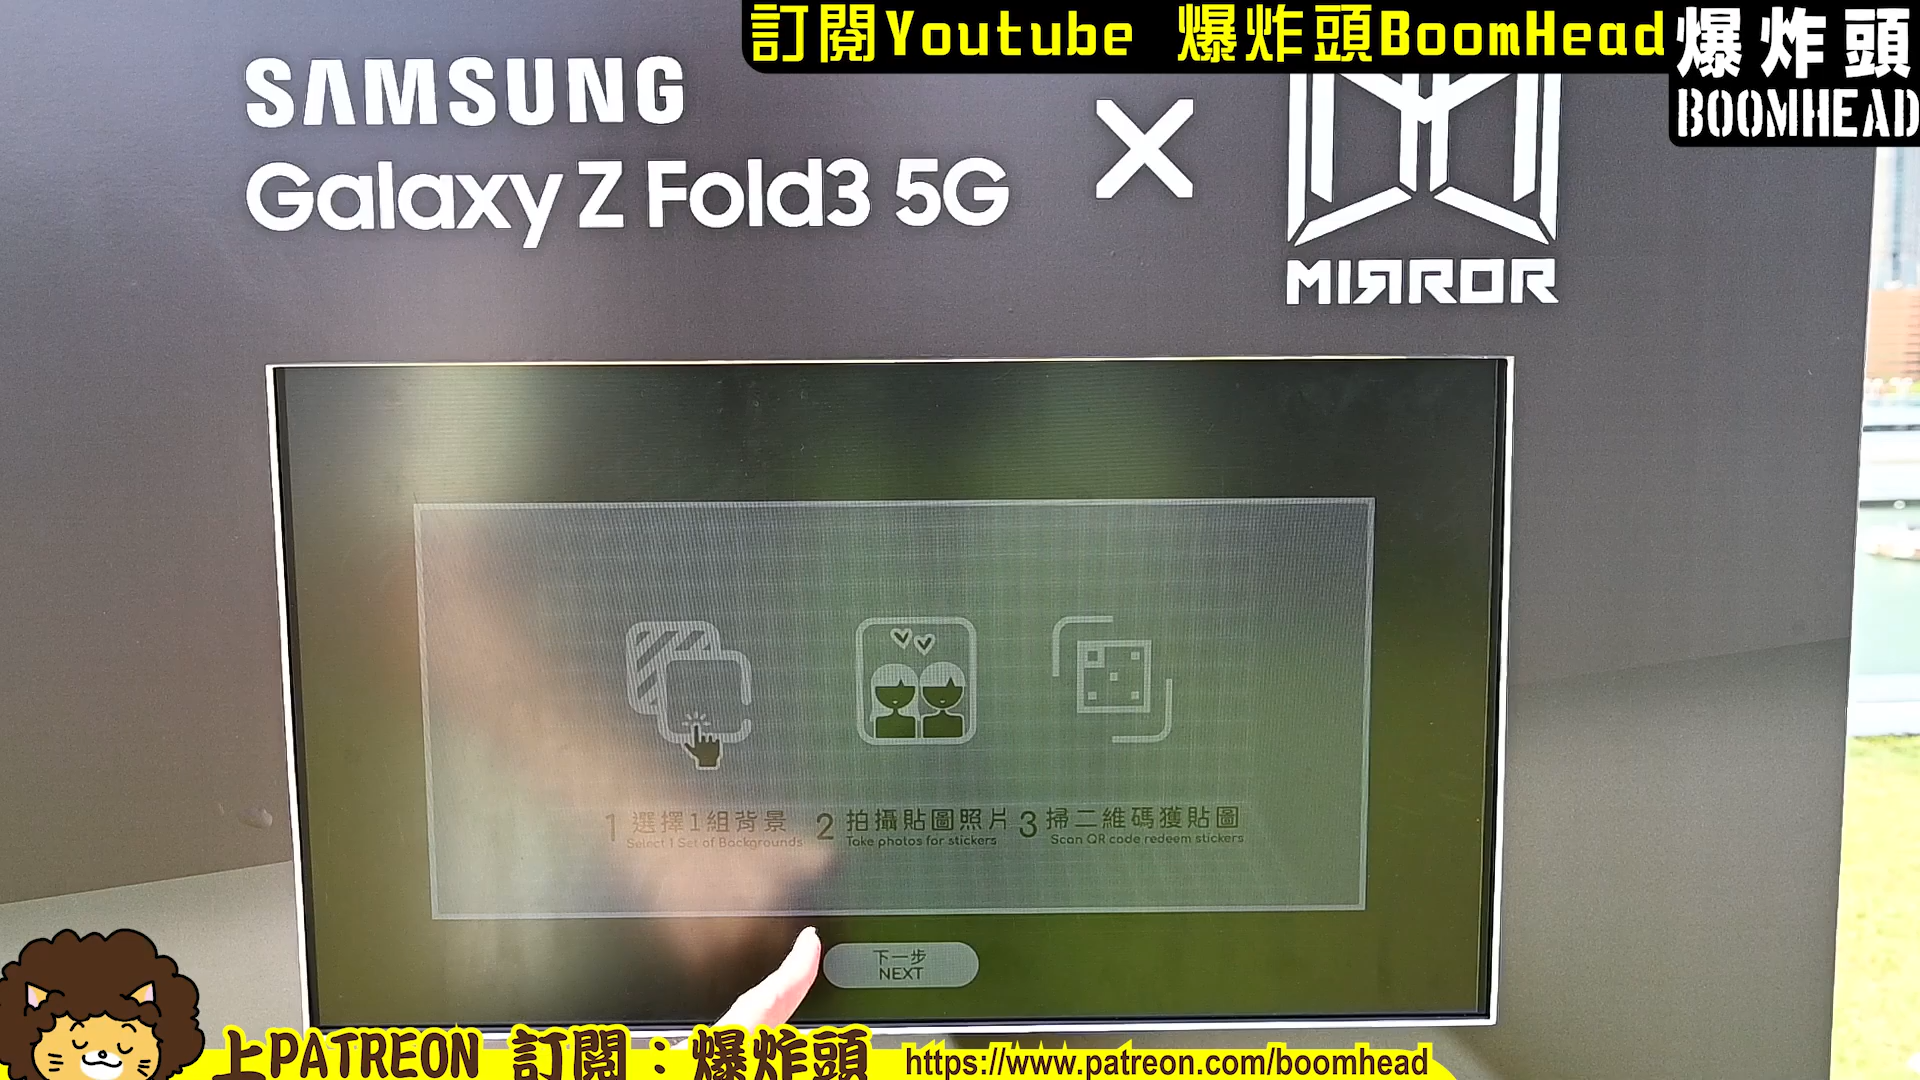 訂閱Youtube 爆炸頭BoomHead
爆炸頭
BOOMHEAD
SAMSUNG
Galaxy Z Fold3 5G
X
MIRROR
1 選擇1組背景
Select 1 Set of Backgrounds
2 拍攝貼圖照片
Take photos for stickers
3 掃二維碼獲貼圖
Scan QR code redeem stickers
下一步
NEXT
上PATREON 訂閱：爆炸頭
https://www.patreon.com/boomhead